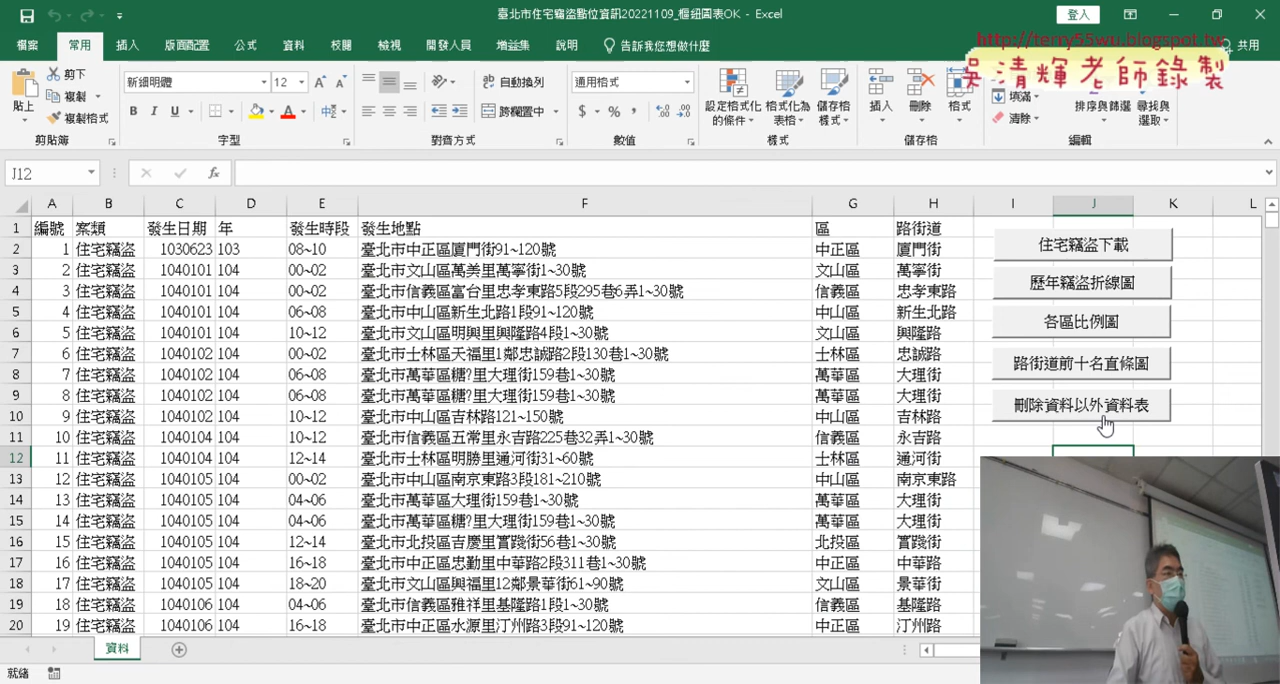 臺北市住宅竊盜點位資訊20221109_樞紐圖表OK - Excel
登入
檔案 常用 插入 版面配置 公式 資料 校閱 檢視 開發人員 增益集 說明 告訴我您想做什麼 共用
http://terry55wu.blogspot.tw
吳清輝老師錄製
貼上 剪下 複製 複製格式 剪貼簿
新細明體 12 B I U A 字型
自動換列 跨欄置中 對齊方式
通用格式 $ % , 數值
設定格式化的條件 格式化為表格 儲存格樣式 樣式
插入 刪除 格式 儲存格
填滿 清除 排序與篩選 尋找與選取 編輯
J12 fx
A B C D E F G H I J K L
1 編號 案類 發生日期 年 發生時段 發生地點 區 路街道
2 1 住宅竊盜 1030623 103 08~10 臺北市中正區廈門街91~120號 中正區 廈門街
3 2 住宅竊盜 1040101 104 00~02 臺北市文山區萬美里萬寧街1~30號 文山區 萬寧街
4 3 住宅竊盜 1040101 104 00~02 臺北市信義區富台里忠孝東路5段295巷6弄1~30號 信義區 忠孝東路
5 4 住宅竊盜 1040101 104 06~08 臺北市中山區新生北路1段91~120號 中山區 新生北路
6 5 住宅竊盜 1040101 104 10~12 臺北市文山區明興里興隆路4段1~30號 文山區 興隆路
7 6 住宅竊盜 1040102 104 00~02 臺北市士林區天福里1鄰忠誠路2段130巷1~30號 士林區 忠誠路
8 7 住宅竊盜 1040102 104 06~08 臺北市萬華區糖?里大理街159巷1~30號 萬華區 大理街
9 8 住宅竊盜 1040102 104 06~08 臺北市萬華區糖?里大理街159巷1~30號 萬華區 大理街
10 9 住宅竊盜 1040102 104 10~12 臺北市中山區吉林路121~150號 中山區 吉林路
11 10 住宅竊盜 1040104 104 10~12 臺北市信義區五常里永吉路225巷32弄1~30號 信義區 永吉路
12 11 住宅竊盜 1040104 104 12~14 臺北市士林區明勝里通河街31~60號 士林區 通河街
13 12 住宅竊盜 1040105 104 00~02 臺北市中山區南京東路3段181~210號 中山區 南京東路
14 13 住宅竊盜 1040105 104 04~06 臺北市萬華區大理街159巷1~30號 萬華區 大理街
15 14 住宅竊盜 1040105 104 04~06 臺北市萬華區糖?里大理街159巷1~30號 萬華區 大理街
16 15 住宅竊盜 1040105 104 12~14 臺北市北投區吉慶里實踐街56巷1~30號 北投區 實踐街
17 16 住宅竊盜 1040105 104 16~18 臺北市中正區忠勤里中華路2段311巷1~30號 中正區 中華路
18 17 住宅竊盜 1040105 104 18~20 臺北市文山區興福里12鄰景華街61~90號 文山區 景華街
19 18 住宅竊盜 1040106 104 04~06 臺北市信義區雅祥里基隆路1段1~30號 信義區 基隆路
20 19 住宅竊盜 1040106 104 16~18 臺北市中正區水源里汀州路3段91~120號 中正區 汀州路
住宅竊盜下載
歷年竊盜折線圖
各區比例圖
路街道前十名直條圖
刪除資料以外資料表
資料
就緒